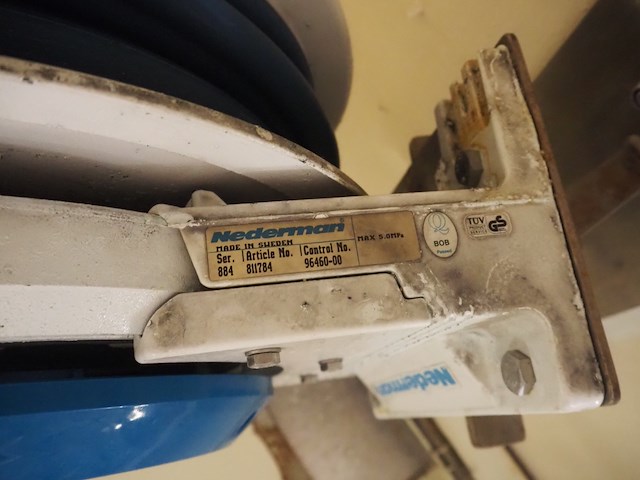 Nederman
MADE IN SWEDEN
MAX 5.0MPa
Ser. Article No. Control No.
884 811784 96460-00
Q
BOB
TÜV
GS
Nederman